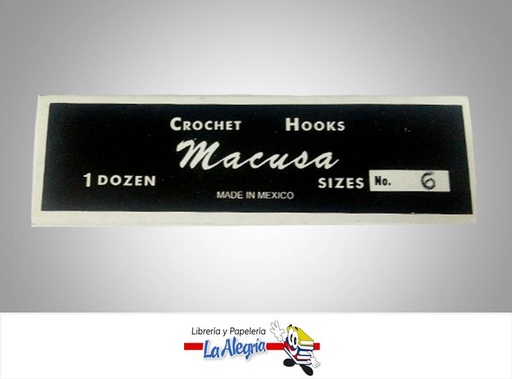 CROCHET HOOKS
Macusa
1 DOZEN SIZES No. 6
MADE IN MEXICO
Librería y Papelería
La Alegría